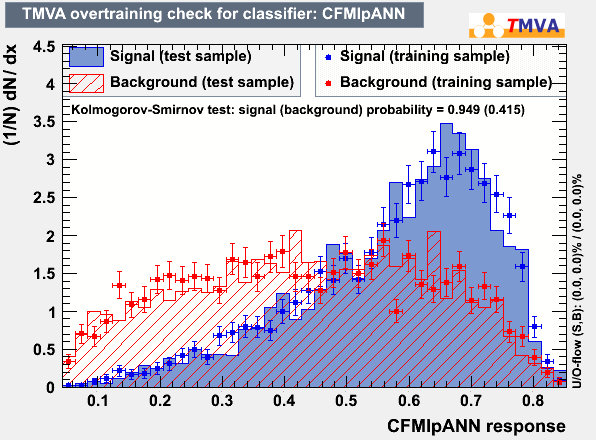 TMVA overtraining check for classifier: CFMlpANN
TMVA
Signal (test sample)
Background (test sample)
Signal (training sample)
Background (training sample)
Kolmogorov-Smirnov test: signal (background) probability = 0.949 (0.415)
(1/N) dN / dx
4.5
4
3.5
3
2.5
2
1.5
1
0.5
0
0.1 0.2 0.3 0.4 0.5 0.6 0.7 0.8
CFMlpANN response
U/O-flow (S,B): (0.0, 0.0)% / (0.0, 0.0)%